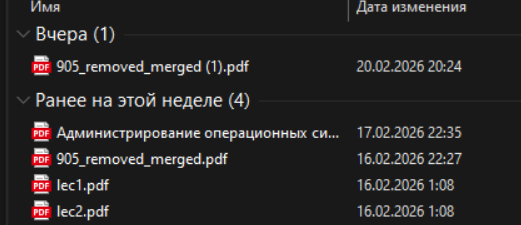 Имя Дата изменения
Вчера (1)
905_removed_merged (1).pdf 20.02.2026 20:24
Ранее на этой неделе (4)
Администрирование операционных си... 17.02.2026 22:35
905_removed_merged.pdf 16.02.2026 22:27
lec1.pdf 16.02.2026 1:08
lec2.pdf 16.02.2026 1:08